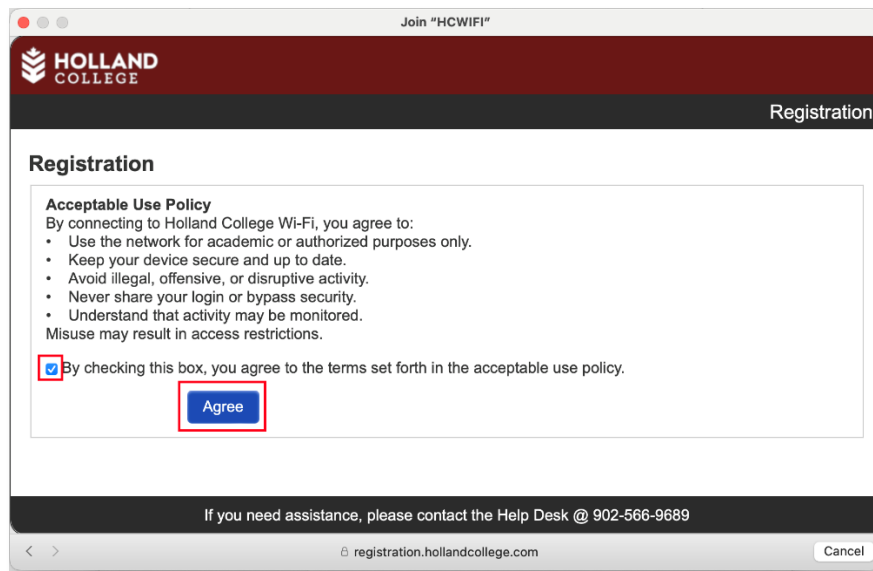 Join “HCWIFI”
HOLLAND
COLLEGE
Registration
Registration
Acceptable Use Policy
By connecting to Holland College Wi-Fi, you agree to:
• Use the network for academic or authorized purposes only.
• Keep your device secure and up to date.
• Avoid illegal, offensive, or disruptive activity.
• Never share your login or bypass security.
• Understand that activity may be monitored.
Misuse may result in access restrictions.
By checking this box, you agree to the terms set forth in the acceptable use policy.
Agree
If you need assistance, please contact the Help Desk @ 902-566-9689
registration.hollandcollege.com
Cancel